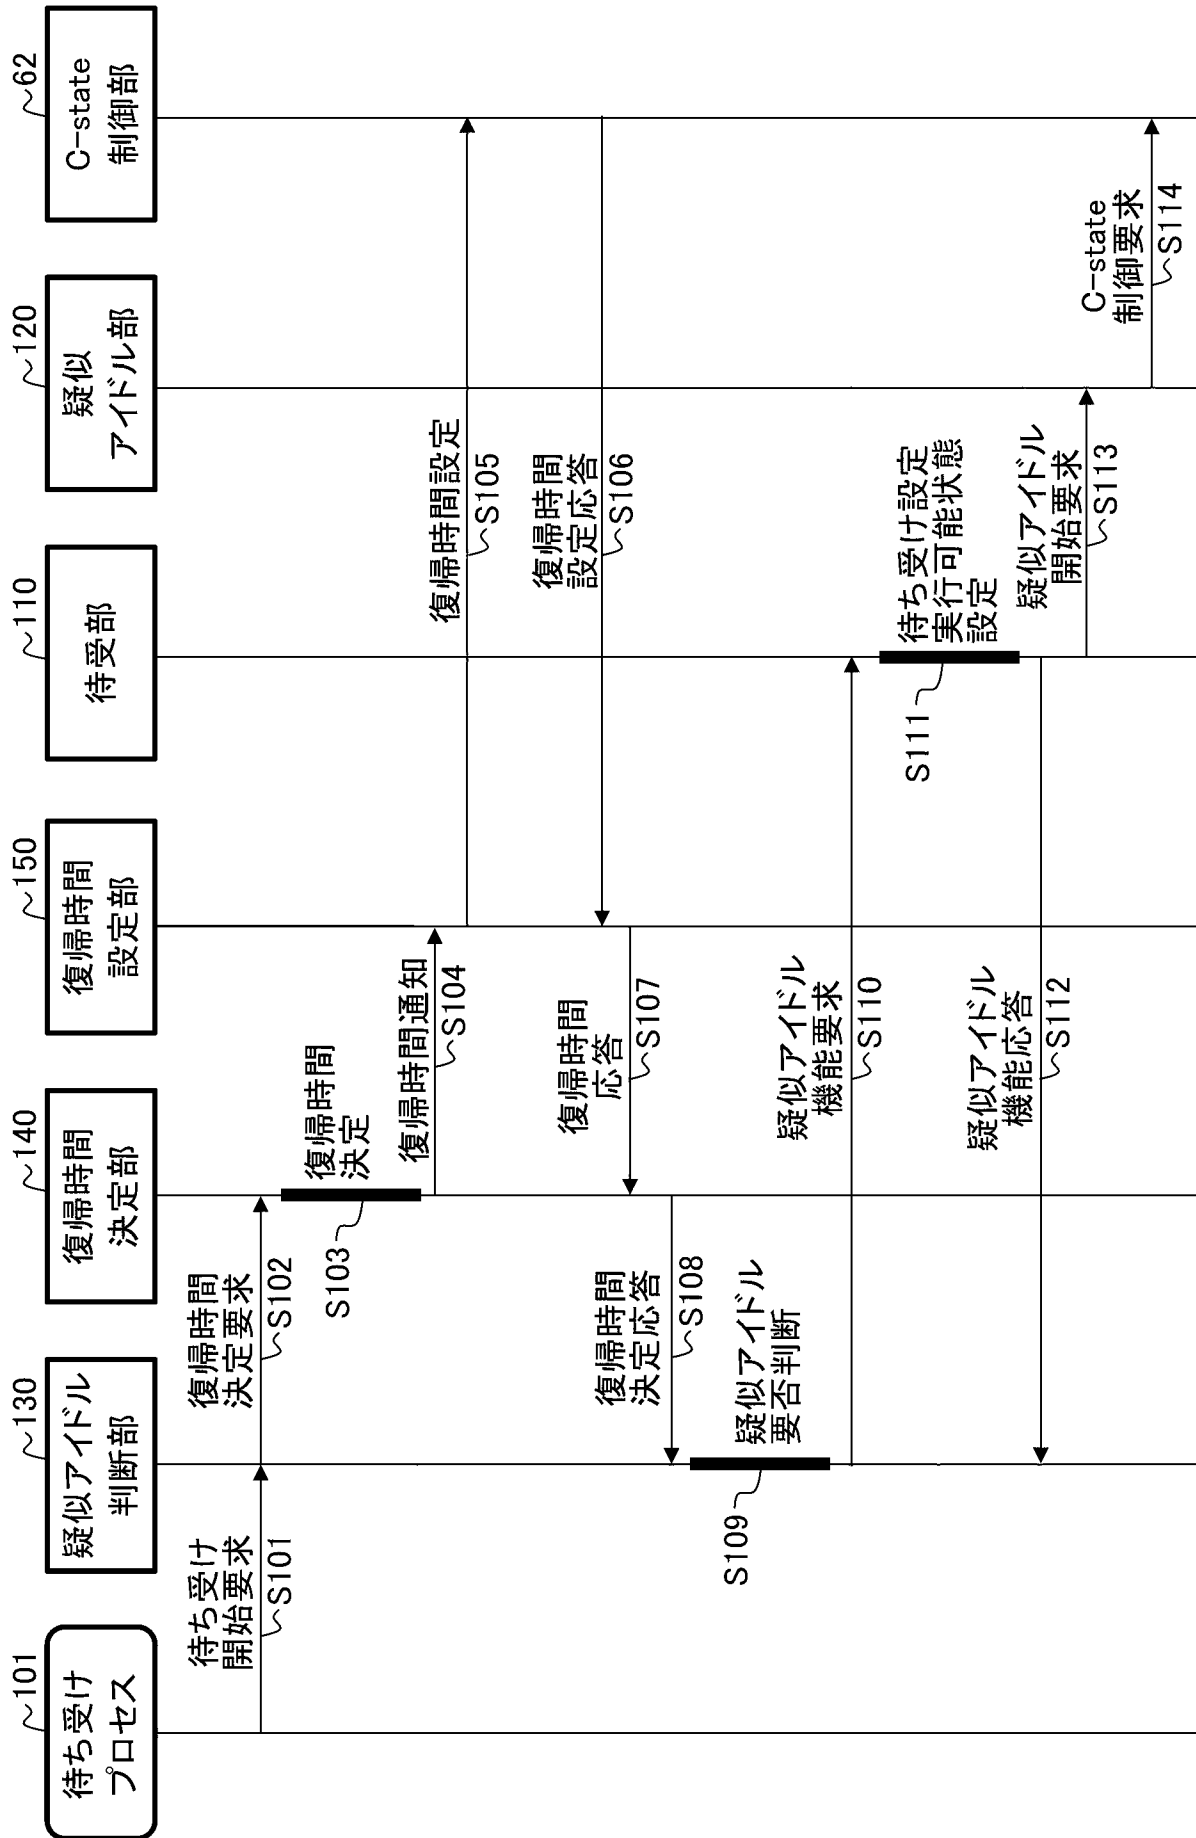 101
待ち受け
プロセス
130
疑似アイドル
判断部
140
復帰時間
決定部
150
復帰時間
設定部
110
待受部
120
疑似
アイドル部
62
C-state
制御部
待ち受け
開始要求
S101
復帰時間
決定要求
S102
復帰時間
決定
S103
復帰時間通知
S104
復帰時間設定
S105
復帰時間
設定応答
S106
復帰時間
応答
S107
復帰時間
決定応答
S108
疑似アイドル
要否判断
S109
疑似アイドル
機能要求
S110
待ち受け設定
実行可能状態
設定
S111
疑似アイドル
機能応答
S112
疑似アイドル
開始要求
S113
C-state
制御要求
S114